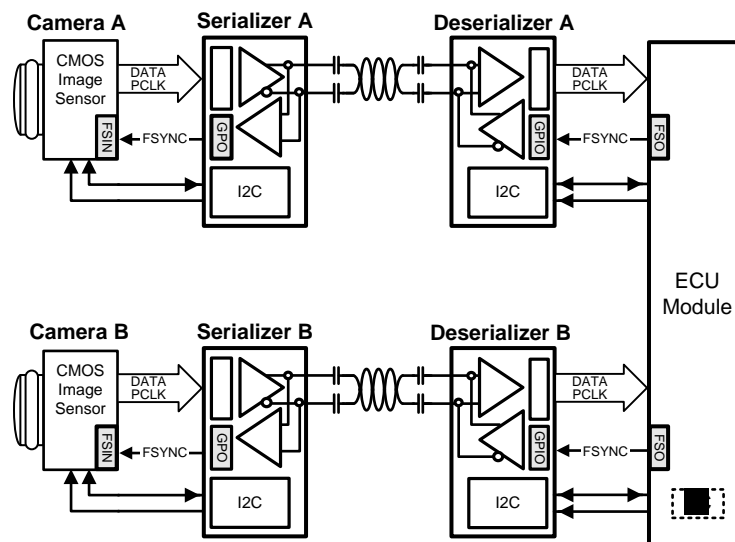 Camera A
Serializer A
Deserializer A
CMOS
Image
Sensor
DATA
PCLK
FSIN
FSYNC
GPO
I2C
DATA
PCLK
GPIO
FSYNC
FSO
I2C
ECU
Module
Camera B
Serializer B
Deserializer B
CMOS
Image
Sensor
DATA
PCLK
FSIN
FSYNC
GPO
I2C
DATA
PCLK
GPIO
FSYNC
FSO
I2C